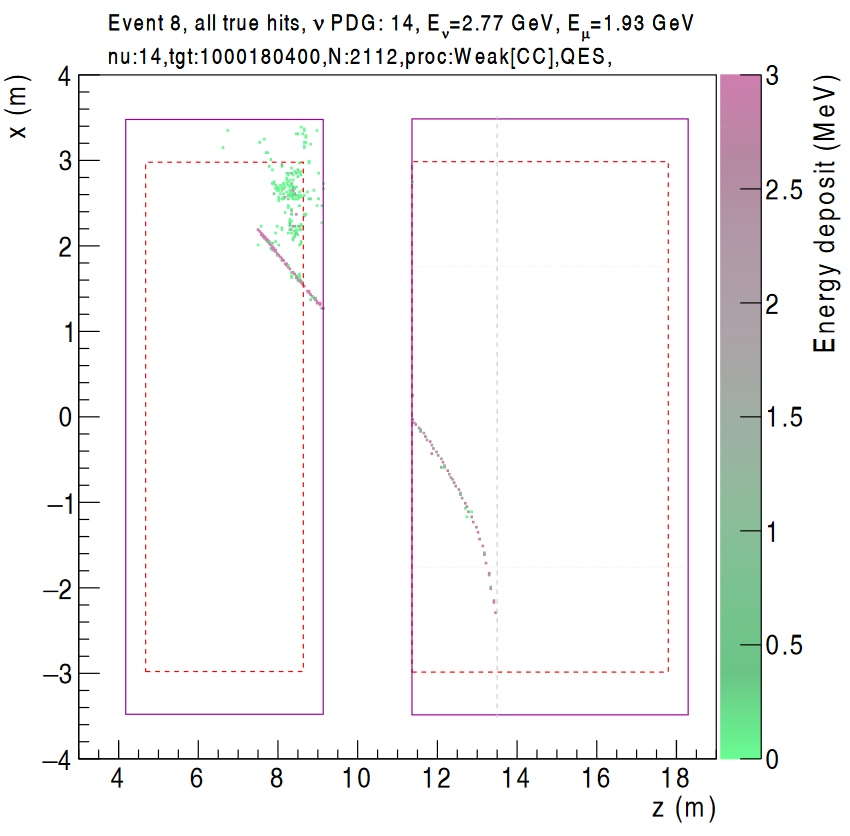 Event 8, all true hits, ν PDG: 14, Eν=2.77 GeV, Eμ=1.93 GeV
nu:14,tgt:1000180400,N:2112,proc:Weak[CC],QES,
x (m)
4
3
2
1
0
−1
−2
−3
−4
4 6 8 10 12 14 16 18
z (m)
3
2.5
2
1.5
1
0.5
0
Energy deposit (MeV)